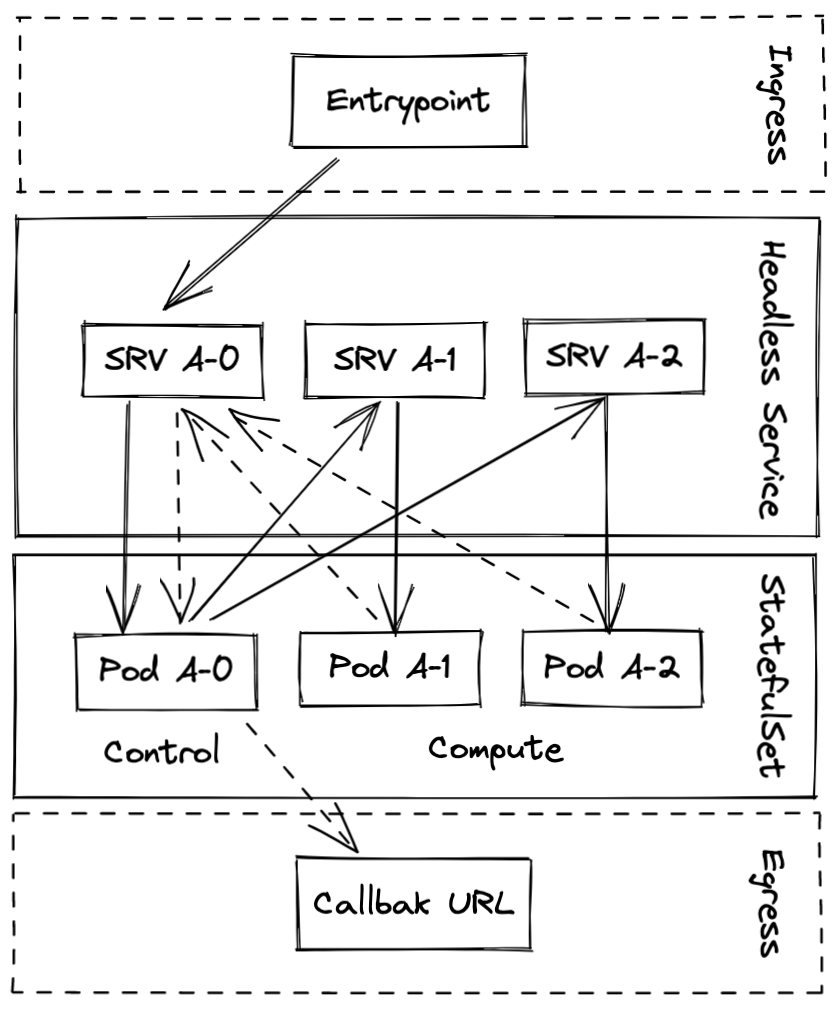 Entrypoint
Ingress
SRV A-0
SRV A-1
SRV A-2
Headless Service
Pod A-0
Pod A-1
Pod A-2
Control
Compute
StatefulSet
Callbak URL
Egress